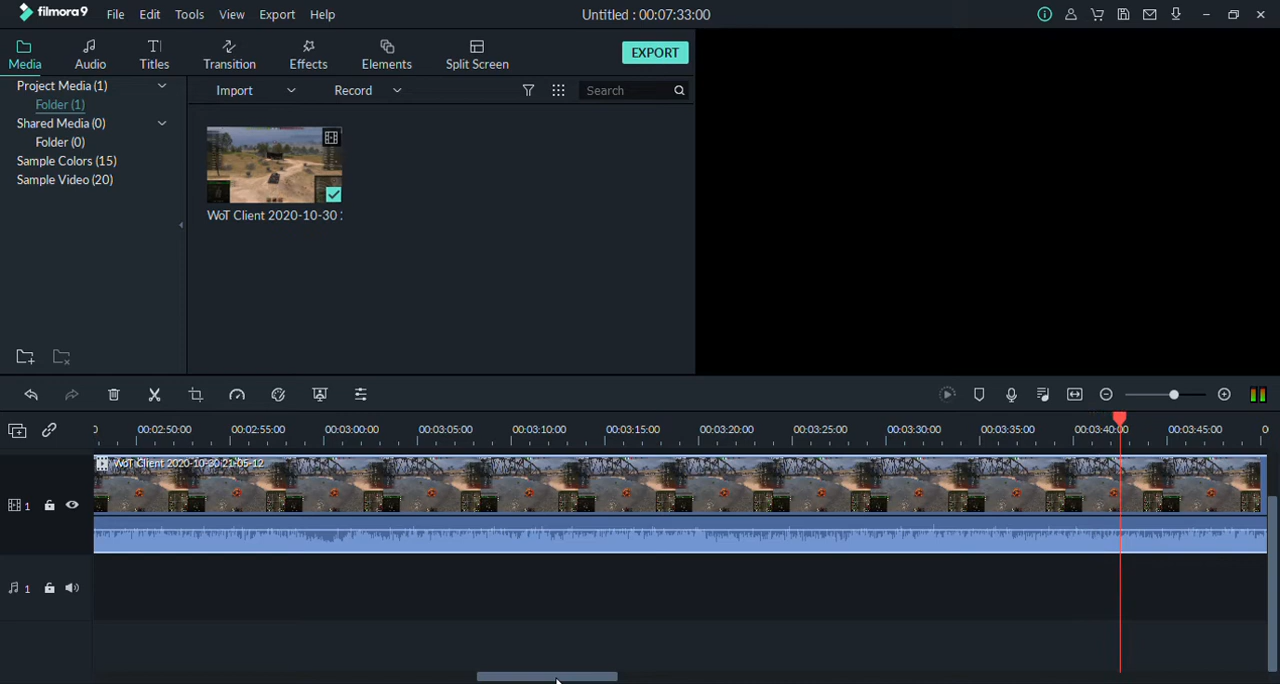 filmora9 File Edit Tools View Export Help Untitled : 00:07:33:00
Media Audio Titles Transition Effects Elements Split Screen EXPORT
Project Media (1)
Folder (1)
Shared Media (0)
Folder (0)
Sample Colors (15)
Sample Video (20)
Import Record Search
WoT Client 2020-10-30
00:02:50:00 00:02:55:00 00:03:00:00 00:03:05:00 00:03:10:00 00:03:15:00 00:03:20:00 00:03:25:00 00:03:30:00 00:03:35:00 00:03:40:00 00:03:45:00 0
WoT Client 2020-10-30 21-05-12
1
1